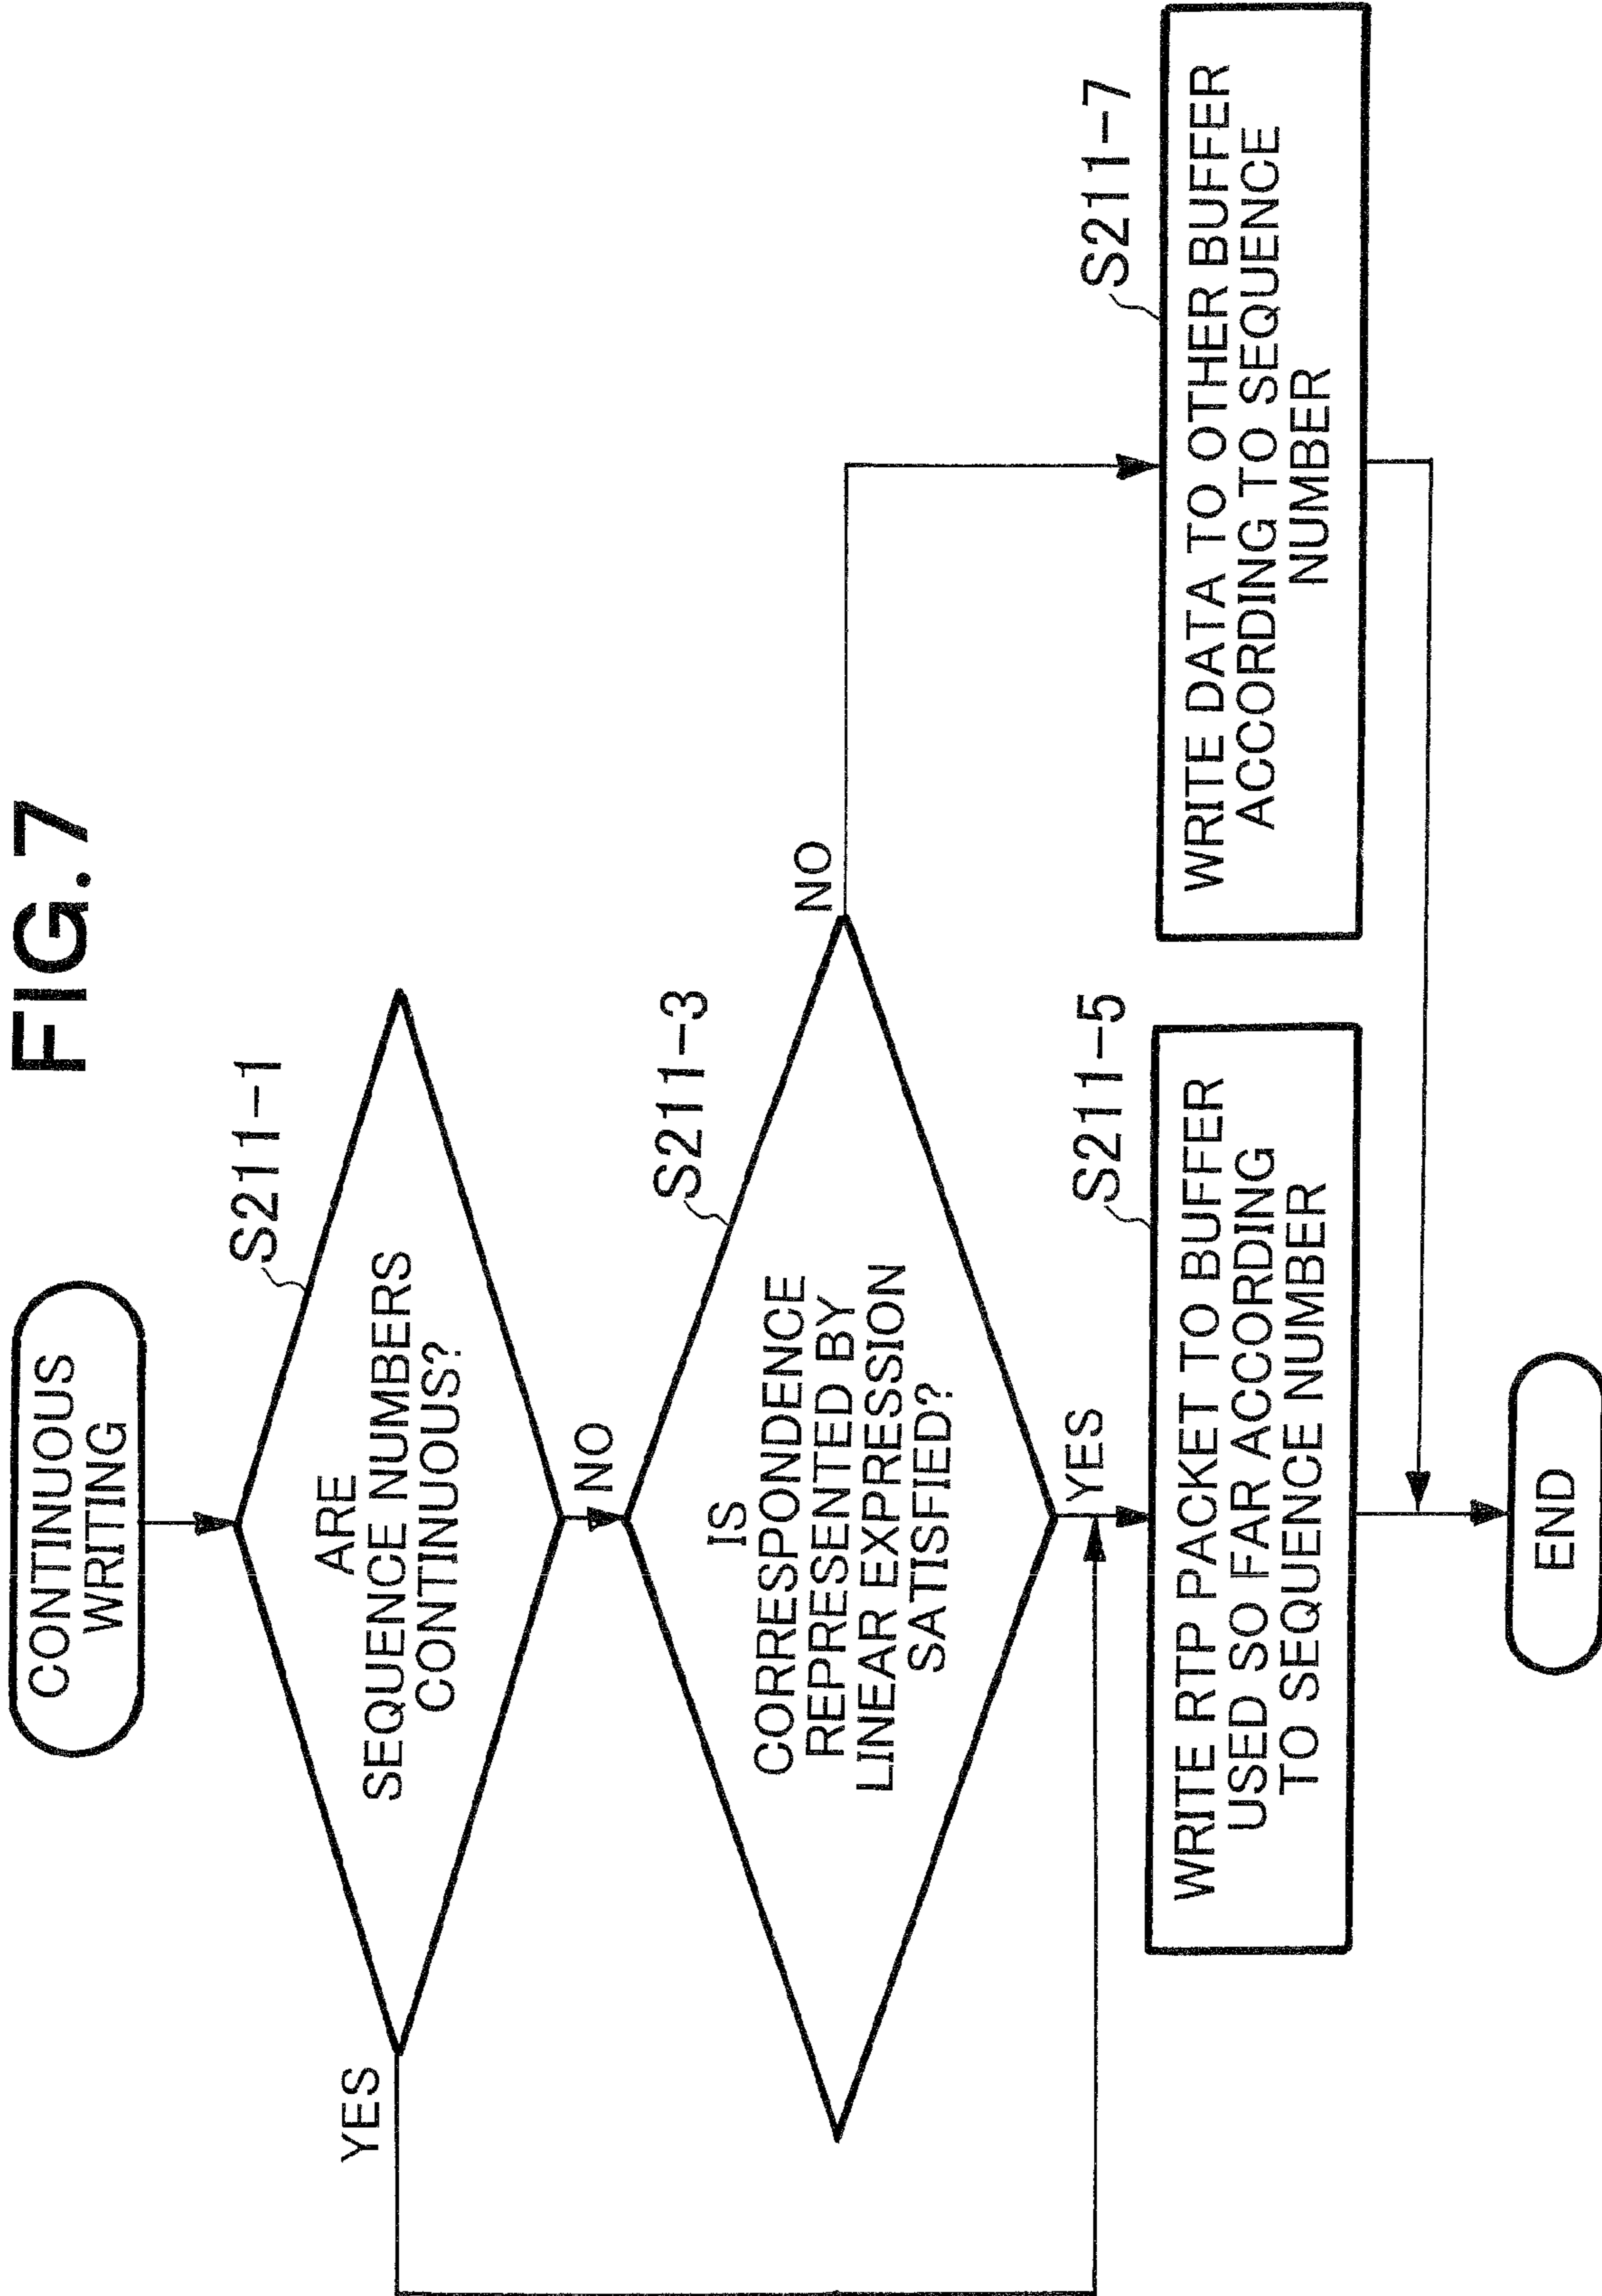 FIG.7
CONTINUOUS
WRITING
S211-1
ARE
SEQUENCE NUMBERS
CONTINUOUS?
YES
NO
S211-3
IS
CORRESPONDENCE
REPRESENTED BY
LINEAR EXPRESSION
SATISFIED?
NO
YES
S211-5
WRITE RTP PACKET TO BUFFER
USED SO FAR ACCORDING
TO SEQUENCE NUMBER
S211-7
WRITE DATA TO OTHER BUFFER
ACCORDING TO SEQUENCE
NUMBER
END